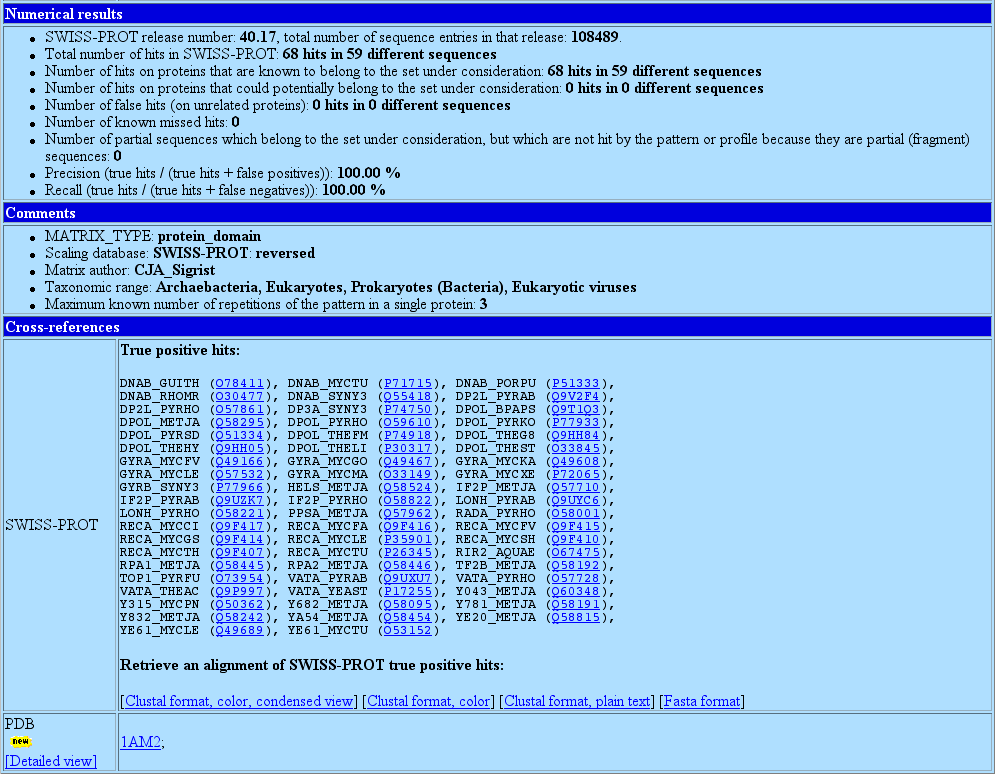 Numerical results
SWISS-PROT release number: 40.17, total number of sequence entries in that release: 108489.
Total number of hits in SWISS-PROT: 68 hits in 59 different sequences
Number of hits on proteins that are known to belong to the set under consideration: 68 hits in 59 different sequences
Number of hits on proteins that could potentially belong to the set under consideration: 0 hits in 0 different sequences
Number of false hits (on unrelated proteins): 0 hits in 0 different sequences
Number of known missed hits: 0
Number of partial sequences which belong to the set under consideration, but which are not hit by the pattern or profile because they are partial (fragment)
sequences: 0
Precision (true hits / (true hits + false positives)): 100.00 %
Recall (true hits / (true hits + false negatives)): 100.00 %
Comments
MATRIX_TYPE: protein_domain
Scaling database: SWISS-PROT: reversed
Matrix author: CJA_Sigrist
Taxonomic range: Archaebacteria, Eukaryotes, Prokaryotes (Bacteria), Eukaryotic viruses
Maximum known number of repetitions of the pattern in a single protein: 3
Cross-references
SWISS-PROT
True positive hits:
DNAB_GUITH (O78411), DNAB_MYCTU (P71715), DNAB_PORPU (P51333),
DNAB_RHOMR (O30477), DNAB_SYNY3 (Q55418), DP2L_PYRAB (Q9V2F4),
DP2L_PYRHO (O57861), DP3A_SYNY3 (P74750), DPOL_BPAPS (Q9T1Q3),
DPOL_METJA (Q58295), DPOL_PYRHO (O59610), DPOL_PYRKO (P77933),
DPOL_PYRSD (Q51334), DPOL_THEFM (P74918), DPOL_THEG8 (Q9HH84),
DPOL_THEHY (Q9HH05), DPOL_THELI (P30317), DPOL_THEST (O33845),
GYRA_MYCFV (Q49166), GYRA_MYCGO (Q49467), GYRA_MYCKA (Q49608),
GYRA_MYCLE (Q57532), GYRA_MYCMA (O33149), GYRA_MYCXE (P72065),
GYRB_SYNY3 (P77966), HELS_METJA (Q58524), IF2P_METJA (Q57710),
IF2P_PYRAB (Q9UZK7), IF2P_PYRHO (O58822), LONH_PYRAB (Q9UYC6),
LONH_PYRHO (O58221), PPSA_METJA (Q57962), RADA_PYRHO (O58001),
RECA_MYCCI (Q9F417), RECA_MYCFA (Q9F416), RECA_MYCFV (Q9F415),
RECA_MYCGS (Q9F414), RECA_MYCLE (P35901), RECA_MYCSH (Q9F410),
RECA_MYCTH (Q9F407), RECA_MYCTU (P26345), RIR2_AQUAE (O67475),
RPA1_METJA (Q58445), RPA2_METJA (Q58446), TF2B_METJA (Q58192),
TOP1_PYRFU (O73954), VATA_PYRAB (Q9UXU7), VATA_PYRHO (O57728),
VATA_THEAC (Q9P997), VATA_YEAST (P17255), Y043_METJA (Q60348),
Y315_MYCPN (Q50362), Y682_METJA (Q58095), Y781_METJA (Q58191),
Y832_METJA (Q58242), YA54_METJA (Q58454), YE20_METJA (Q58815),
YE61_MYCLE (Q49689), YE61_MYCTU (O53152)
Retrieve an alignment of SWISS-PROT true positive hits:
[Clustal format, color, condensed view] [Clustal format, color] [Clustal format, plain text] [Fasta format]
PDB
new
[Detailed view]
1AM2;